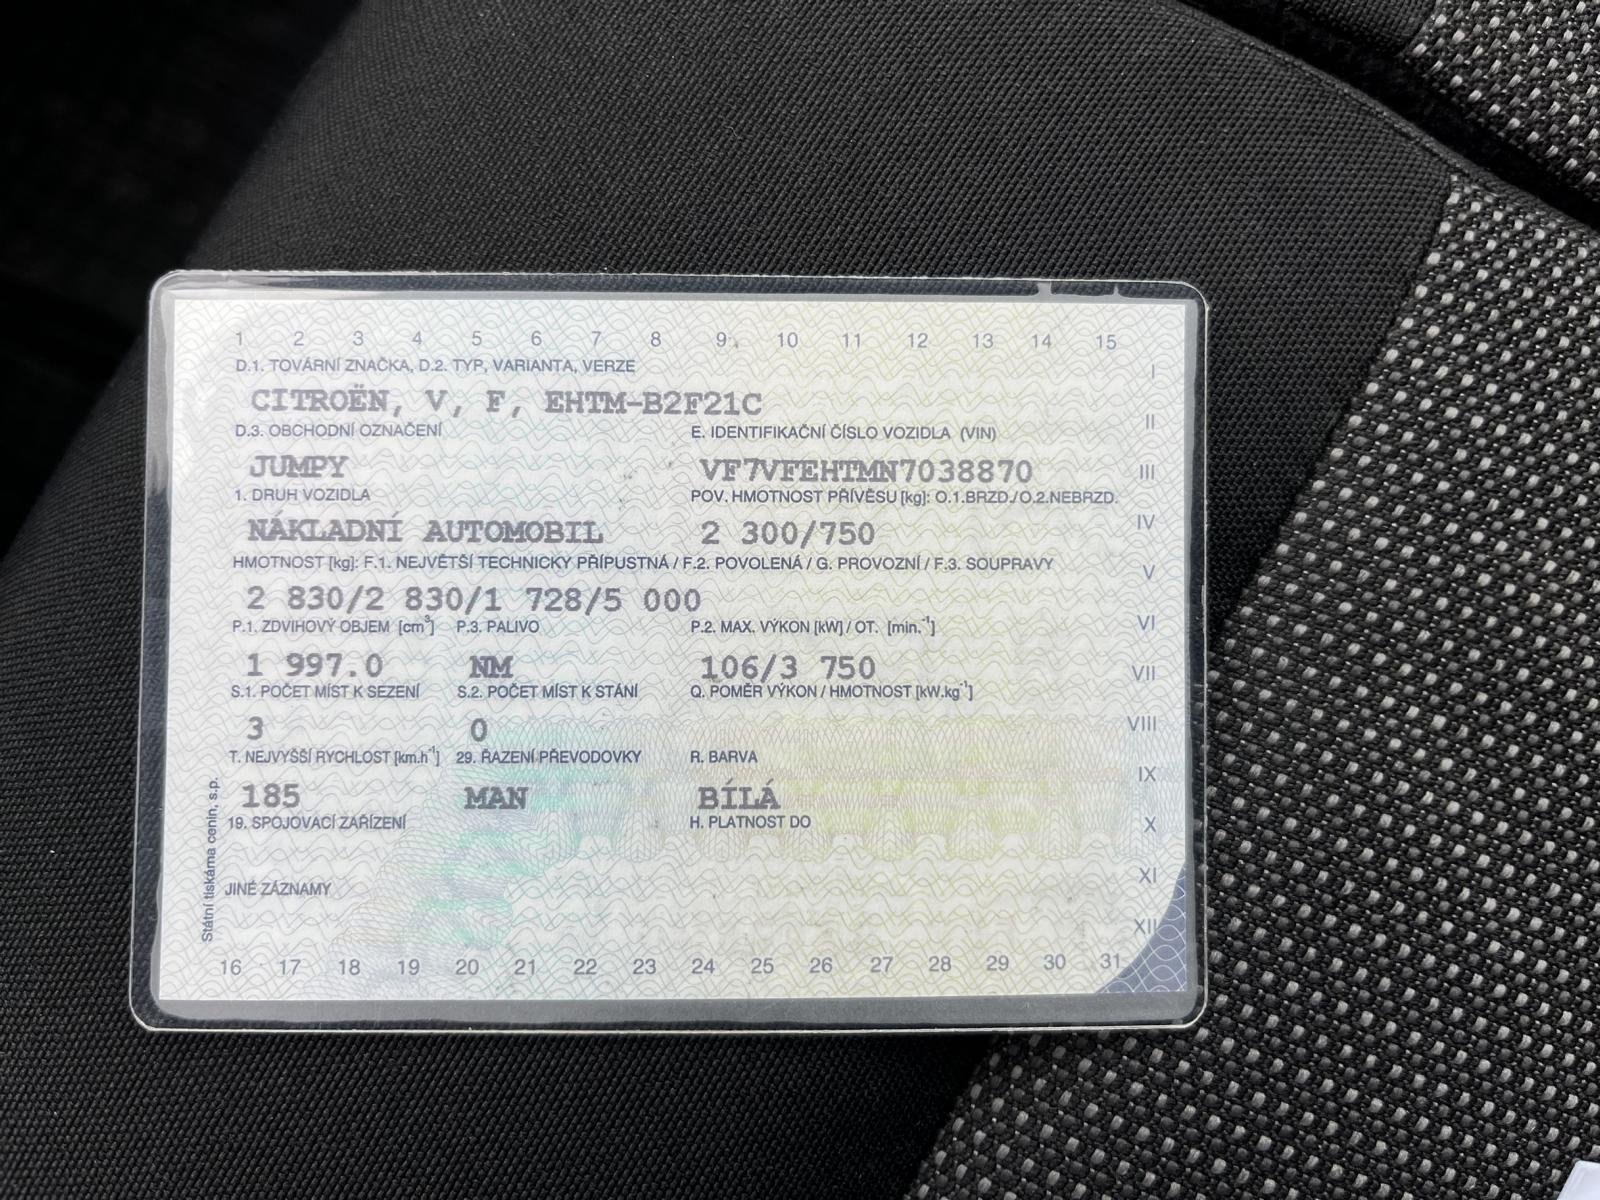 1 2 3 4 5 6 7 8 9 10 11 12 13 14 15
D.1. TOVÁRNÍ ZNAČKA, D.2. TYP, VARIANTA, VERZE
I
CITROËN, V, F, EHTM-B2F21C
II
D.3. OBCHODNÍ OZNAČENÍ E. IDENTIFIKAČNÍ ČÍSLO VOZIDLA (VIN)
JUMPY VF7VFEHTMN7038870
III
1. DRUH VOZIDLA POV. HMOTNOST PŘÍVĚSU [kg]: O.1.BRZD./O.2.NEBRZD.
NÁKLADNÍ AUTOMOBIL 2 300/750
IV
HMOTNOST [kg]: F.1. NEJVĚTŠÍ TECHNICKY PŘÍPUSTNÁ / F.2. POVOLENÁ / G. PROVOZNÍ / F.3. SOUPRAVY
V
2 830/2 830/1 728/5 000
P.1. ZDVIHOVÝ OBJEM [cm³] P.3. PALIVO P.2. MAX. VÝKON [kW] / OT. [min.⁻¹]
VI
1 997.0 NM 106/3 750
VII
S.1. POČET MÍST K SEZENÍ S.2. POČET MÍST K STÁNÍ Q. POMĚR VÝKON / HMOTNOST [kW.kg⁻¹]
3 0
VIII
T. NEJVYŠŠÍ RYCHLOST [km.h⁻¹] 29. ŘAZENÍ PŘEVODOVKY R. BARVA
IX
185 MAN BÍLÁ
19. SPOJOVACÍ ZAŘÍZENÍ H. PLATNOST DO
X
XI
JINÉ ZÁZNAMY
XII
16 17 18 19 20 21 22 23 24 25 26 27 28 29 30 31
Státní tiskárna cenin, s.p.